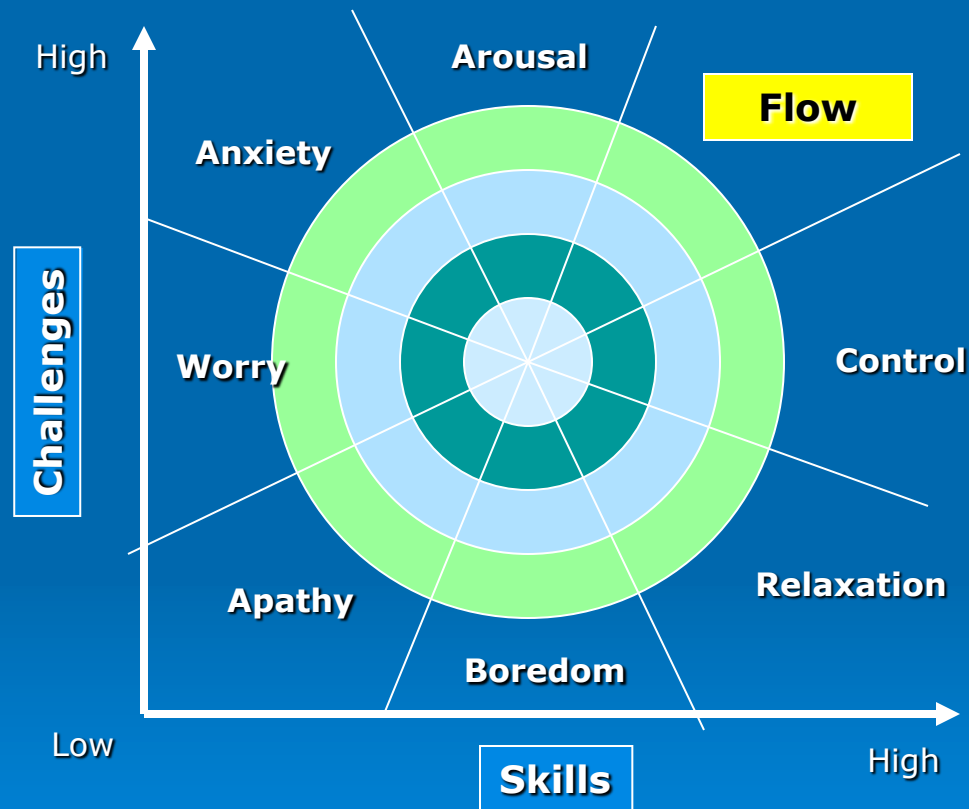 High
Arousal
Flow
Anxiety
Challenges
Worry
Control
Apathy
Relaxation
Boredom
Low
High
Skills